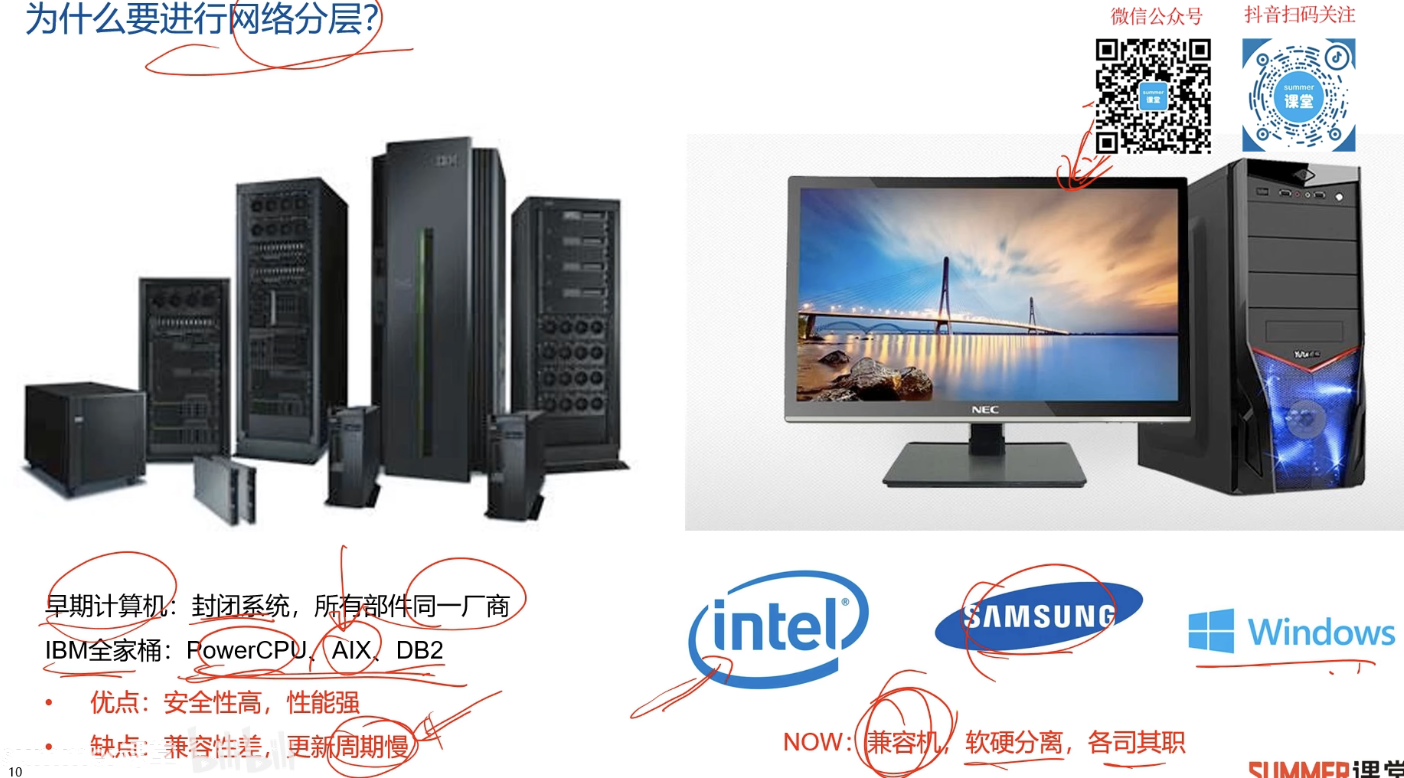 为什么要进行网络分层？
微信公众号
抖音扫码关注
summer
课堂
summer
课堂
IBM
NEC
早期计算机：封闭系统，所有部件同一厂商
IBM全家桶：PowerCPU、AIX、DB2
• 优点：安全性高，性能强
• 缺点：兼容性差，更新周期慢
intel®
SAMSUNG
Windows
NOW：兼容机，软硬分离，各司其职
bilibili
10
SUMMER课堂